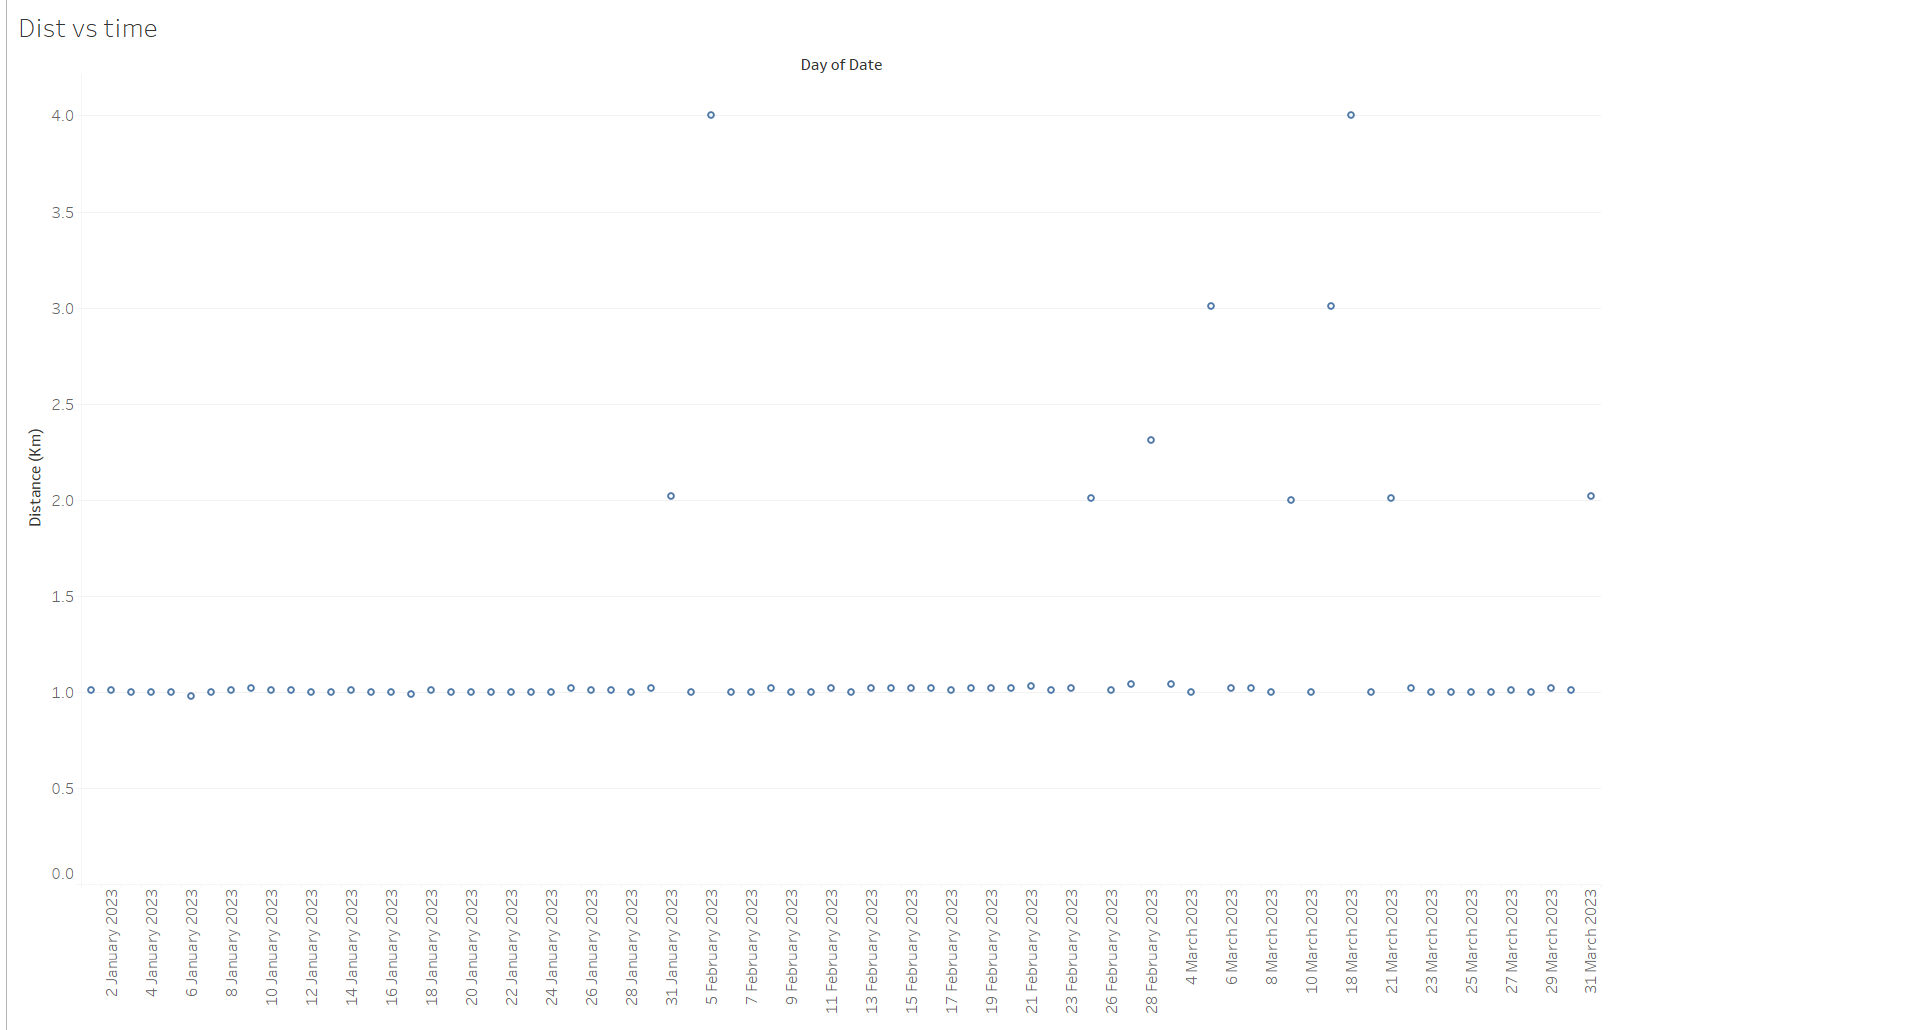 Dist vs time
Day of Date
4.0
3.5
3.0
2.5
2.0
1.5
1.0
0.5
0.0
Distance (Km)
2 January 2023
4 January 2023
6 January 2023
8 January 2023
10 January 2023
12 January 2023
14 January 2023
16 January 2023
18 January 2023
20 January 2023
22 January 2023
24 January 2023
26 January 2023
28 January 2023
31 January 2023
5 February 2023
7 February 2023
9 February 2023
11 February 2023
13 February 2023
15 February 2023
17 February 2023
19 February 2023
21 February 2023
23 February 2023
26 February 2023
28 February 2023
4 March 2023
6 March 2023
8 March 2023
10 March 2023
18 March 2023
21 March 2023
23 March 2023
25 March 2023
27 March 2023
29 March 2023
31 March 2023